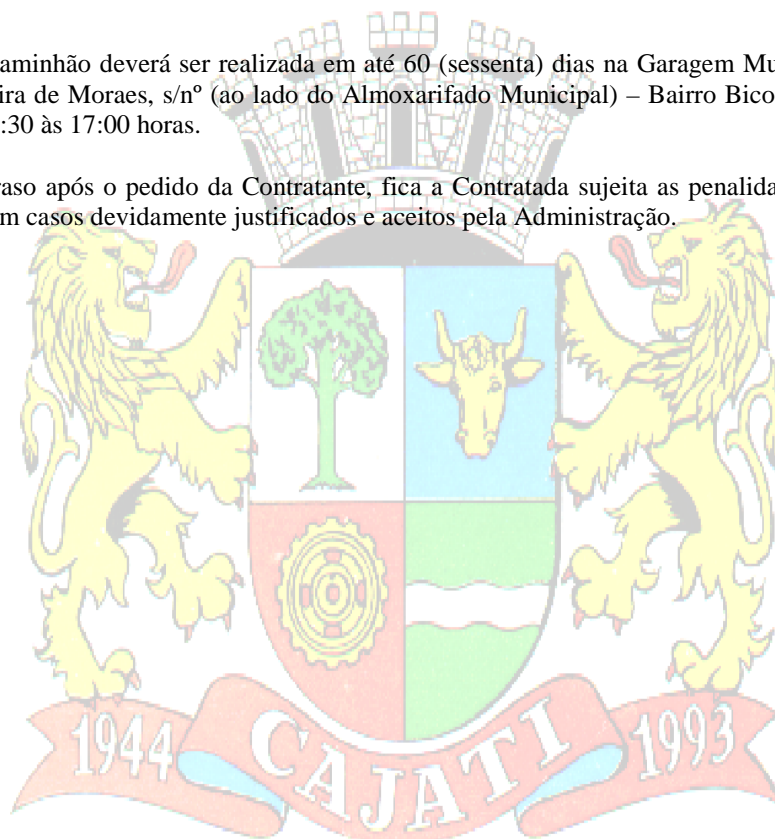 aminhão deverá ser realizada em até 60 (sessenta) dias na Garagem Mu
ira de Moraes, s/nº (ao lado do Almoxarifado Municipal) – Bairro Bico
:30 às 17:00 horas.
raso após o pedido da Contratante, fica a Contratada sujeita as penalida
m casos devidamente justificados e aceitos pela Administração.
1944 CAJATI 1993